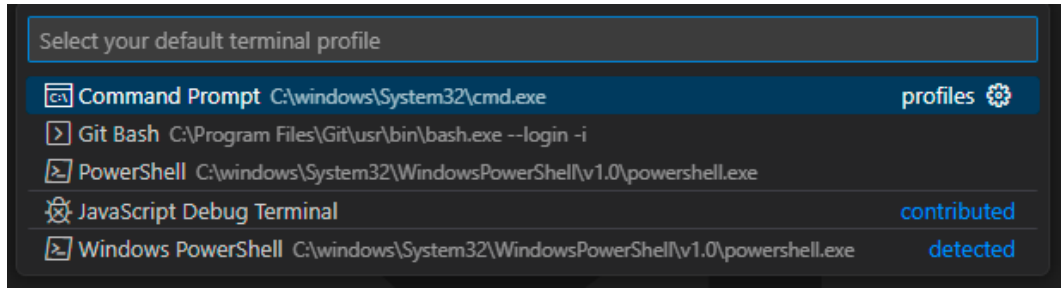 Select your default terminal profile
Command Prompt C:\windows\System32\cmd.exe profiles
Git Bash C:\Program Files\Git\usr\bin\bash.exe --login -i
PowerShell C:\windows\System32\WindowsPowerShell\v1.0\powershell.exe
JavaScript Debug Terminal contributed
Windows PowerShell C:\windows\System32\WindowsPowerShell\v1.0\powershell.exe detected